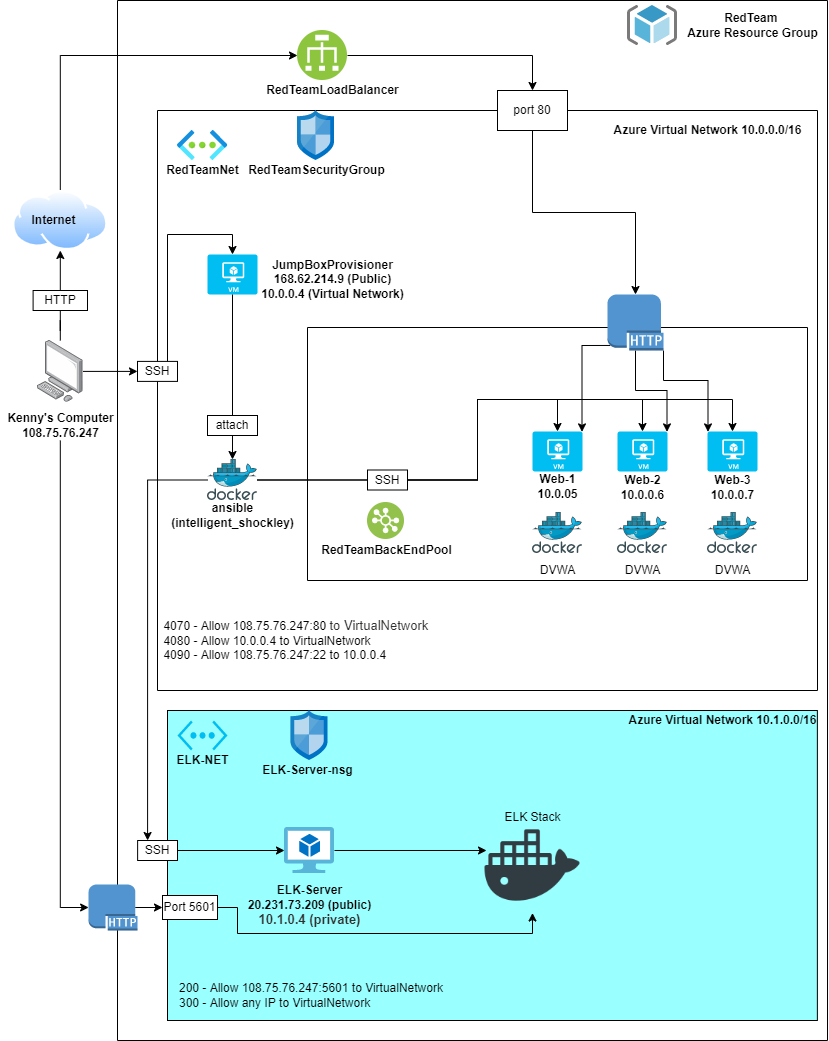 RedTeam
Azure Resource Group
RedTeamLoadBalancer
port 80
Azure Virtual Network 10.0.0.0/16
RedTeamNet
RedTeamSecurityGroup
Internet
JumpBoxProvisioner
168.62.214.9 (Public)
10.0.0.4 (Virtual Network)
VM
HTTP
HTTP
SSH
Kenny's Computer
108.75.76.247
attach
docker
ansible
(intelligent_shockley)
SSH
RedTeamBackEndPool
VM
Web-1
10.0.05
docker
DVWA
VM
Web-2
10.0.0.6
docker
DVWA
VM
Web-3
10.0.0.7
docker
DVWA
4070 - Allow 108.75.76.247:80 to VirtualNetwork
4080 - Allow 10.0.0.4 to VirtualNetwork
4090 - Allow 108.75.76.247:22 to 10.0.0.4
Azure Virtual Network 10.1.0.0/16
ELK-NET
ELK-Server-nsg
ELK Stack
SSH
ELK-Server
20.231.73.209 (public)
10.1.0.4 (private)
HTTP
Port 5601
200 - Allow 108.75.76.247:5601 to VirtualNetwork
300 - Allow any IP to VirtualNetwork